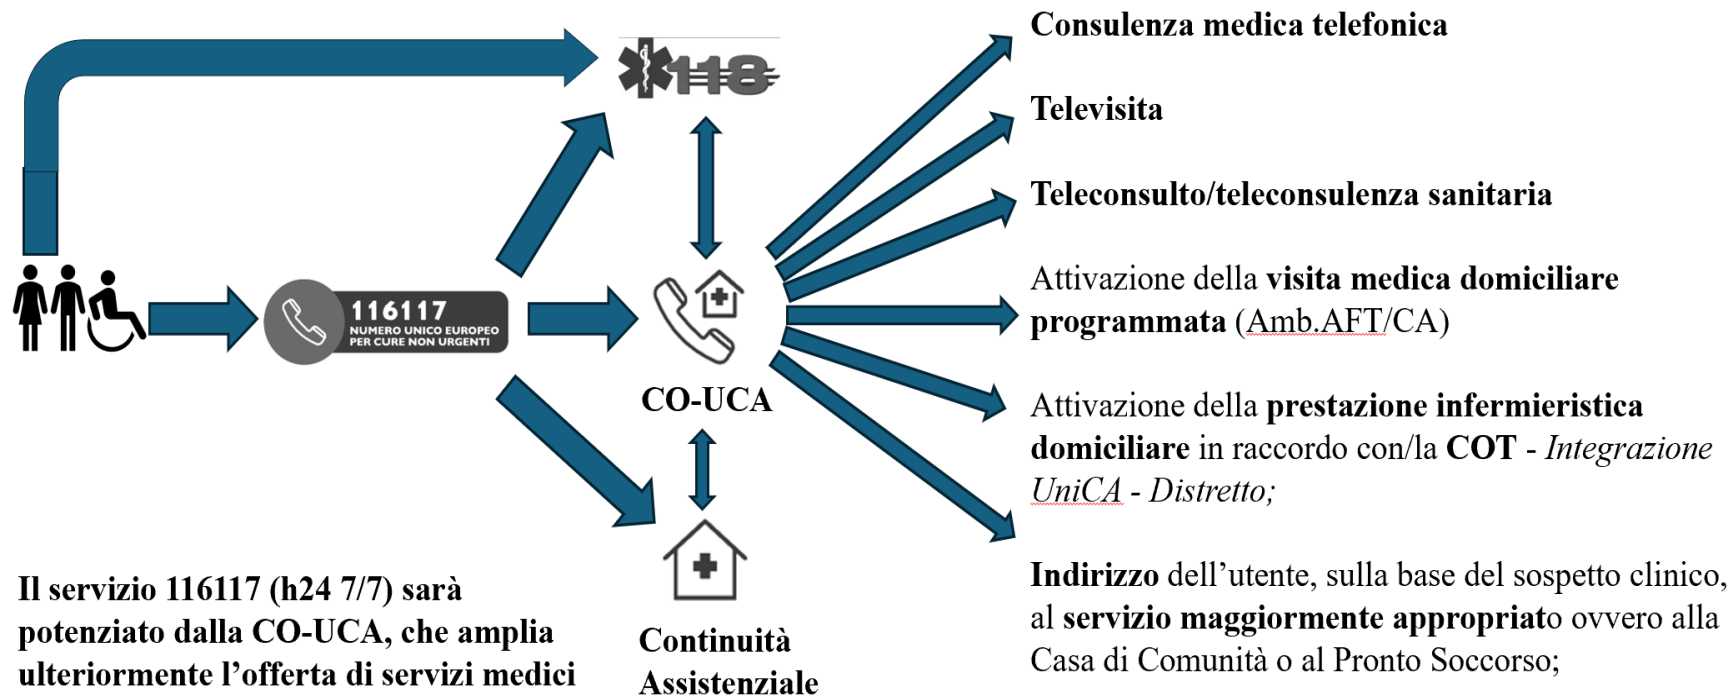 118
116117
NUMERO UNICO EUROPEO
PER CURE NON URGENTI
CO-UCA
Continuità
Assistenziale
Il servizio 116117 (h24 7/7) sarà
potenziato dalla CO-UCA, che amplia
ulteriormente l’offerta di servizi medici
Consulenza medica telefonica
Televisita
Teleconsulto/teleconsulenza sanitaria
Attivazione della visita medica domiciliare
programmata (Amb.AFT/CA)
Attivazione della prestazione infermieristica
domiciliare in raccordo con/la COT - Integrazione
UniCA - Distretto;
Indirizzo dell’utente, sulla base del sospetto clinico,
al servizio maggiormente appropriato ovvero alla
Casa di Comunità o al Pronto Soccorso;